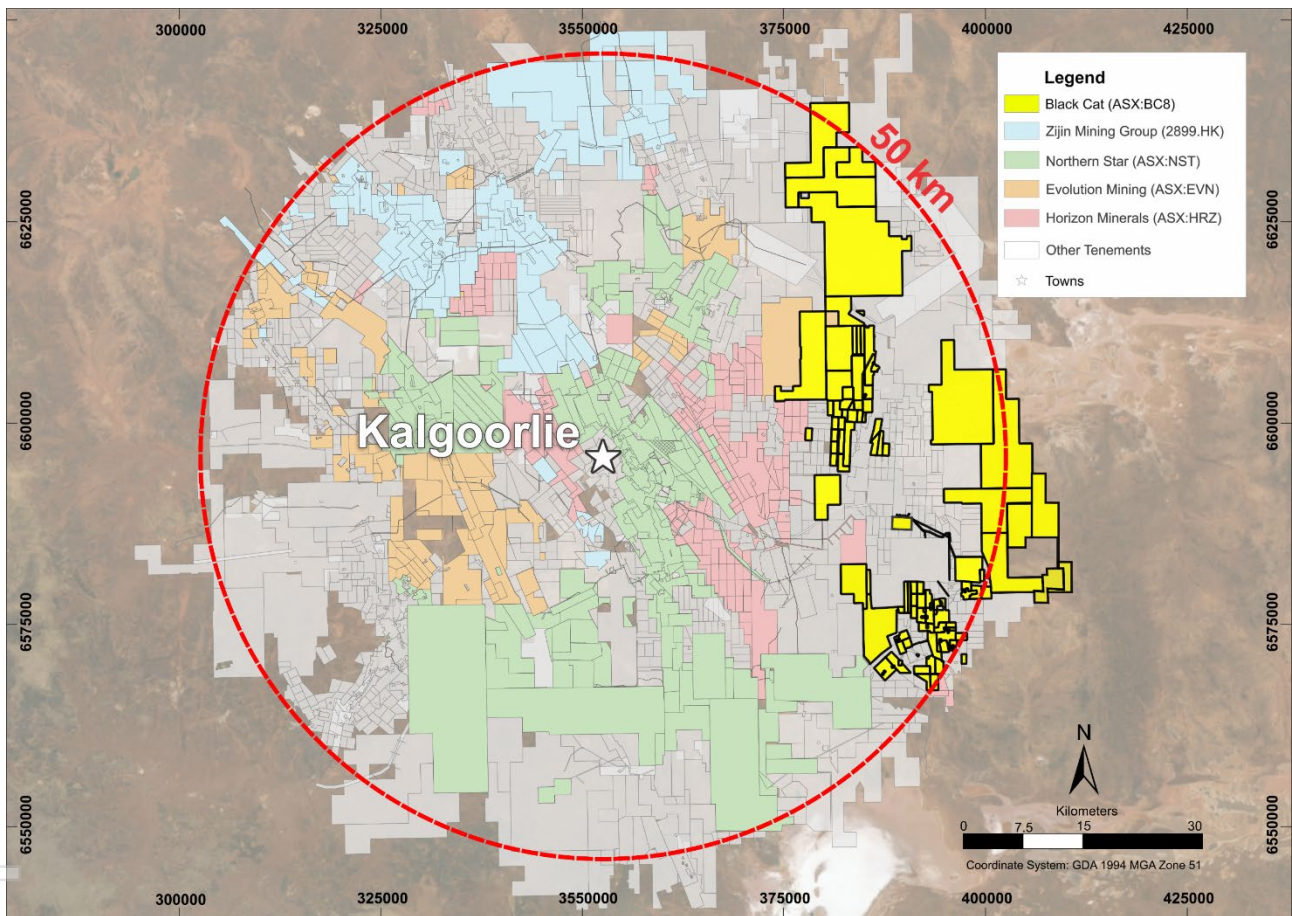 300000 325000 3550000 375000 400000 425000
Legend
Black Cat (ASX:BC8)
Zijin Mining Group (2899.HK)
Northern Star (ASX:NST)
Evolution Mining (ASX:EVN)
Horizon Minerals (ASX:HRZ)
Other Tenements
Towns
50 km
6625000 6625000
6600000 6600000
Kalgoorlie
6575000 6575000
N
Kilometers
0 7.5 15 30
6550000 6550000
Coordinate System: GDA 1994 MGA Zone 51
300000 325000 3550000 375000 400000 425000